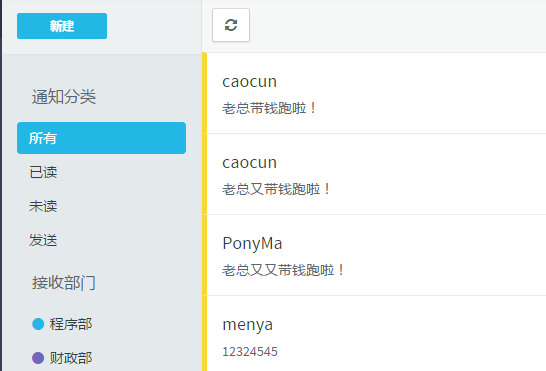 新建
通知分类
所有
已读
未读
发送
接收部门
程序部
财政部
caocun
老总带钱跑啦！
caocun
老总又带钱跑啦！
PonyMa
老总又又带钱跑啦！
menya
12324545